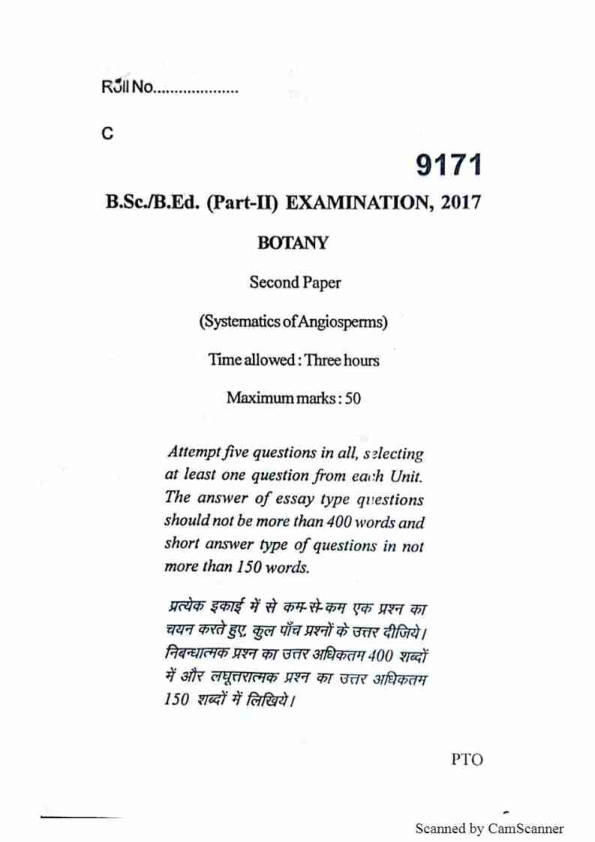 Roll No....................
C
9171
B.Sc./B.Ed. (Part-II) EXAMINATION, 2017
BOTANY
Second Paper
(Systematics of Angiosperms)
Time allowed : Three hours
Maximum marks : 50
Attempt five questions in all, selecting
at least one question from each Unit.
The answer of essay type questions
should not be more than 400 words and
short answer type of questions in not
more than 150 words.
प्रत्येक इकाई में से कम-से-कम एक प्रश्न का
चयन करते हुए, कुल पाँच प्रश्नों के उत्तर दीजिये।
निबन्धात्मक प्रश्न का उत्तर अधिकतम 400 शब्दों
में और लघूत्तरात्मक प्रश्न का उत्तर अधिकतम
150 शब्दों में लिखिये।
PTO
Scanned by CamScanner